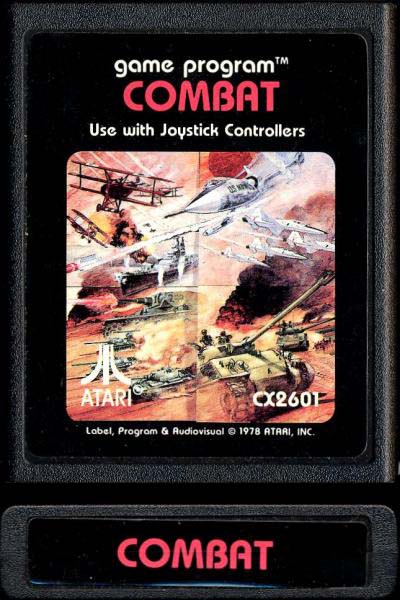 game program™
COMBAT
Use with Joystick Controllers
ATARI
CX2601
Label, Program & Audiovisual © 1978 ATARI, INC.
COMBAT